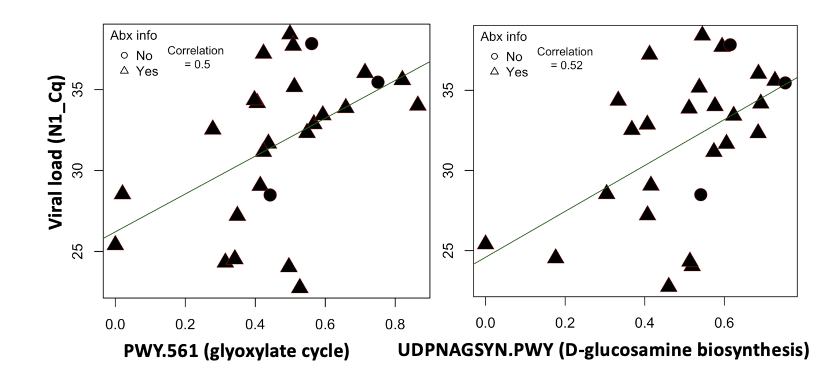 Viral load (N1_Cq)
Abx info
No
Yes
Correlation
= 0.5
35
30
25
0.0 0.2 0.4 0.6 0.8
PWY.561 (glyoxylate cycle)
Abx info
No
Yes
Correlation
= 0.52
35
30
25
0.0 0.2 0.4 0.6
UDPNAGSYN.PWY (D-glucosamine biosynthesis)